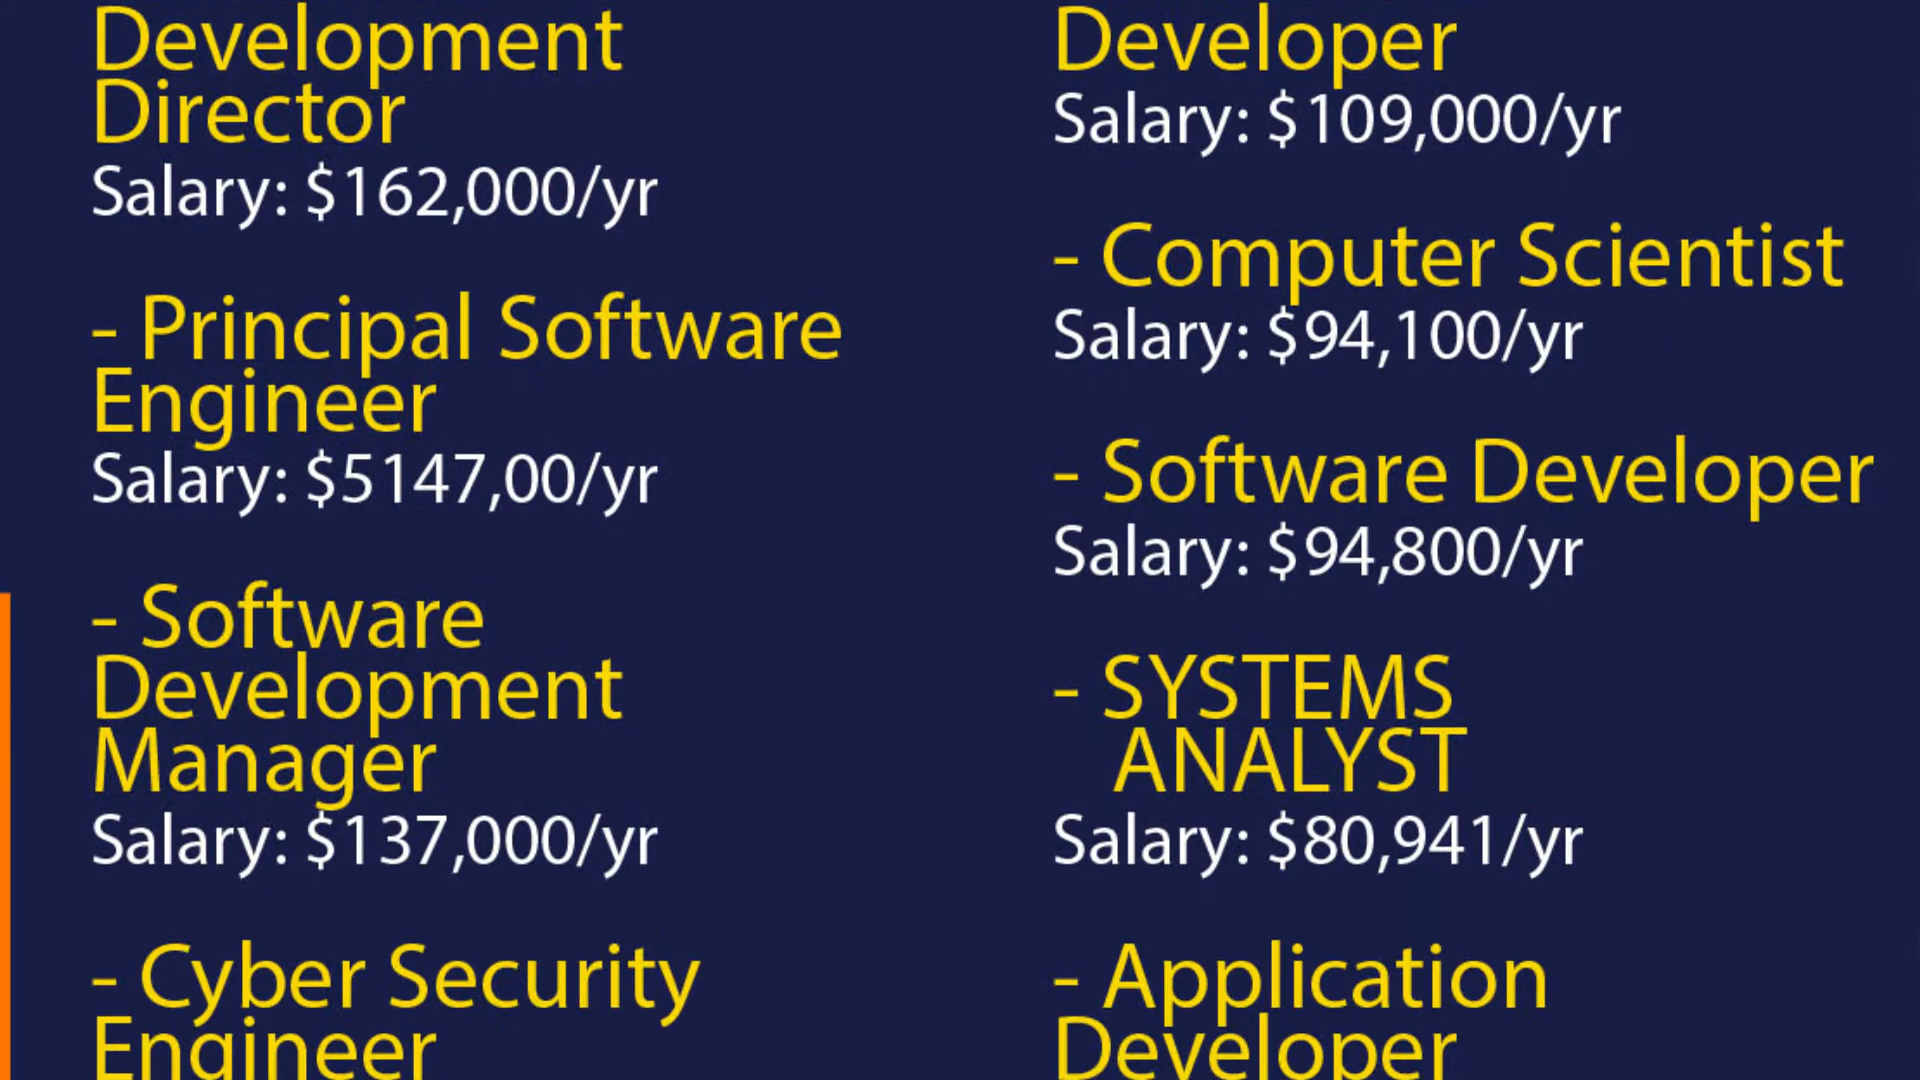 Development
Director
Salary: $162,000/yr
- Principal Software
Engineer
Salary: $5147,00/yr
- Software
Development
Manager
Salary: $137,000/yr
- Cyber Security
Engineer
Developer
Salary: $109,000/yr
- Computer Scientist
Salary: $94,100/yr
- Software Developer
Salary: $94,800/yr
- SYSTEMS
ANALYST
Salary: $80,941/yr
- Application
Developer